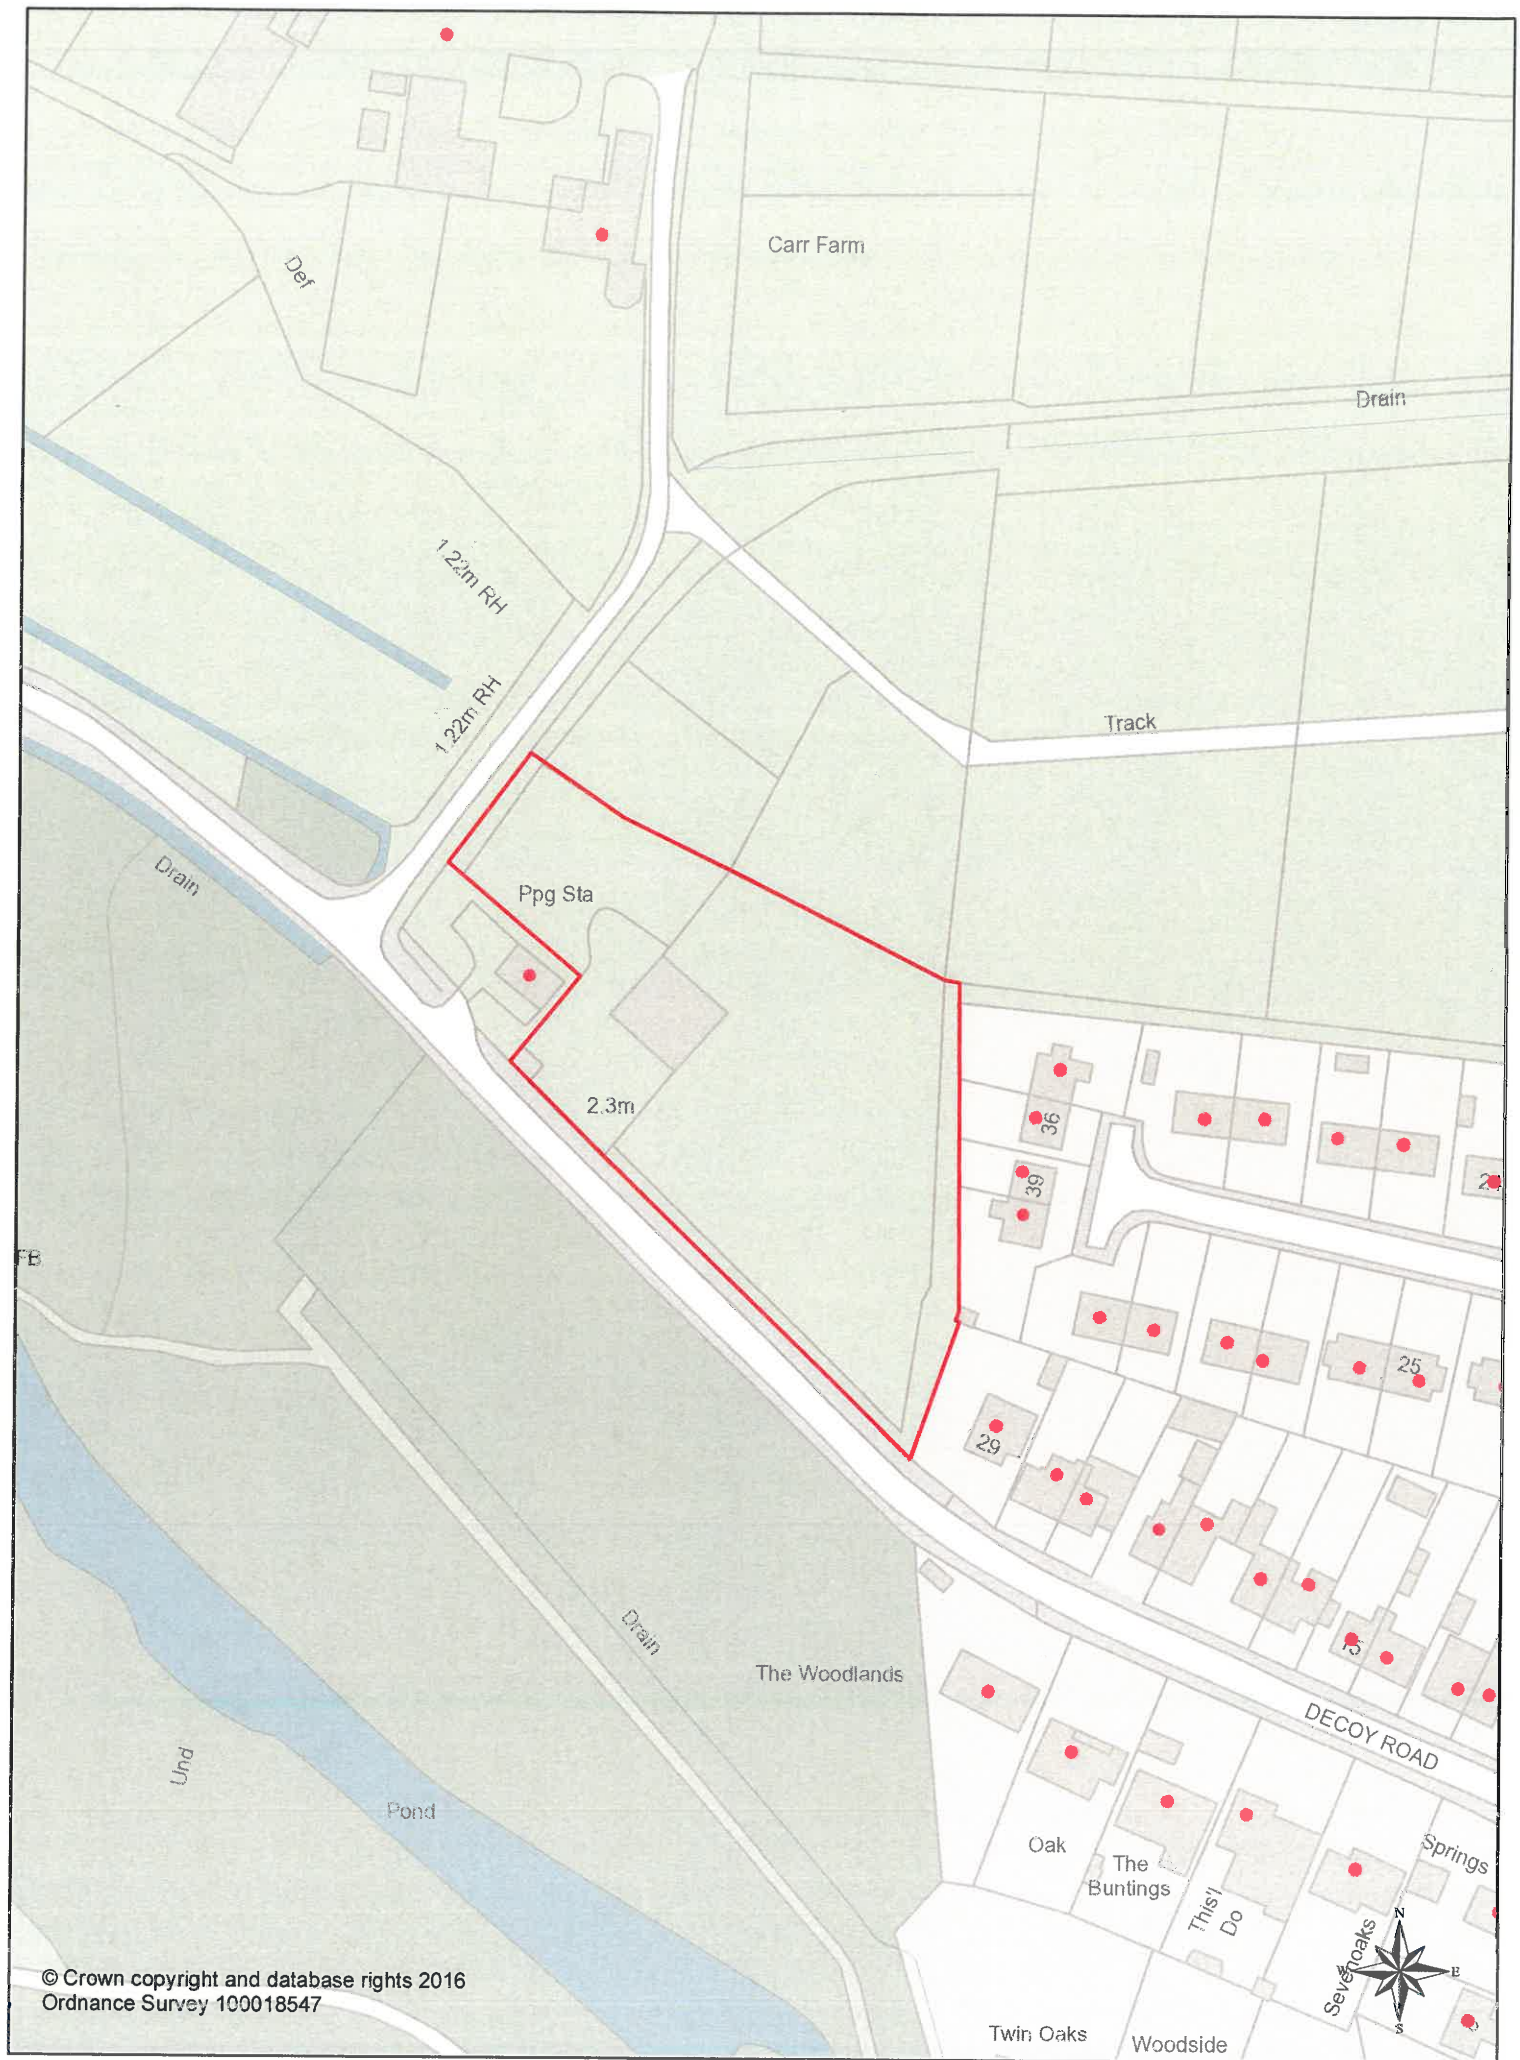 Carr Farm
Def
Drain
1.22m RH
1.22m RH
Track
Drain
Ppg Sta
2.3m
36
39
FB
25
29
Drain
15
The Woodlands
DECOY ROAD
Und
Pond
Oak
The
Buntings
This'l
Do
Springs
Sevenoaks
N
W
E
S
© Crown copyright and database rights 2016
Ordnance Survey 100018547
Twin Oaks
Woodside